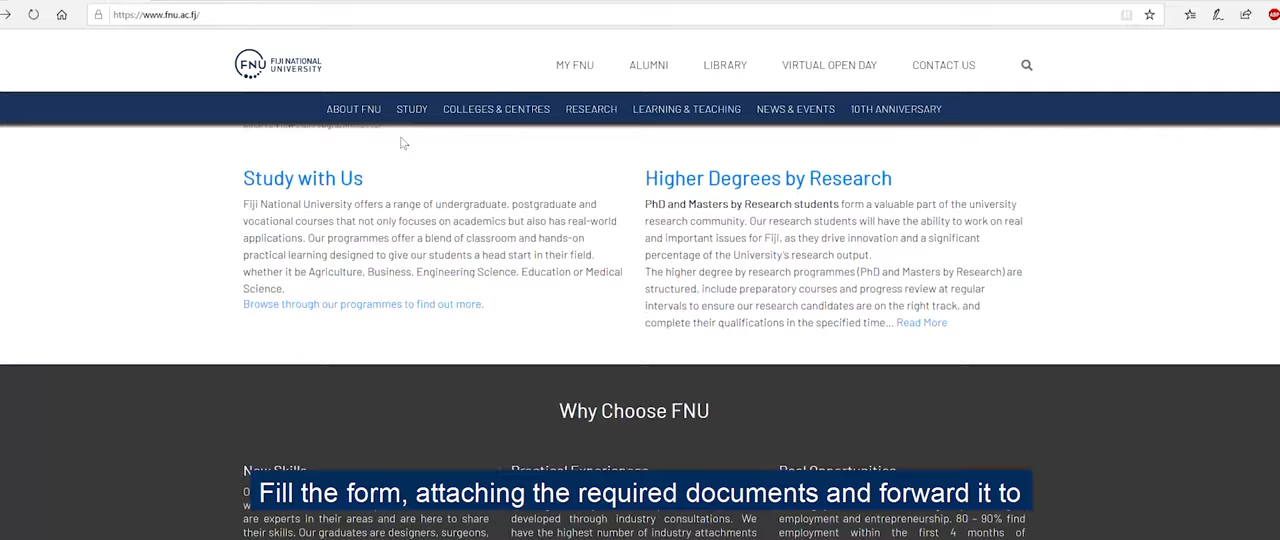 https://www.fnu.ac.fj/
ABP
FNU
FIJI NATIONAL
UNIVERSITY
MY FNU ALUMNI LIBRARY VIRTUAL OPEN DAY CONTACT US
ABOUT FNU STUDY COLLEGES & CENTRES RESEARCH LEARNING & TEACHING NEWS & EVENTS 10TH ANNIVERSARY
Study with Us
Fiji National University offers a range of undergraduate, postgraduate and
vocational courses that not only focuses on academics but also has real-world
applications. Our programmes offer a blend of classroom and hands-on
practical learning designed to give our students a head start in their field,
whether it be Agriculture, Business, Engineering Science, Education or Medical
Science.
Browse through our programmes to find out more.
Higher Degrees by Research
PhD and Masters by Research students form a valuable part of the university
research community. Our research students will have the ability to work on real
and important issues for Fiji, as they drive innovation and a significant
percentage of the University's research output.
The higher degree by research programmes (PhD and Masters by Research) are
structured, include preparatory courses and progress review at regular
intervals to ensure our research candidates are on the right track, and
complete their qualifications in the specified time... Read More
Why Choose FNU
New Skills
Practical Experiences
Real Opportunities
Fill the form, attaching the required documents and forward it to
are experts in their areas and are here to share
their skills. Our graduates are designers, surgeons,
developed through industry consultations. We
have the highest number of industry attachments
employment and entrepreneurship. 80 – 90% find
employment within the first 4 months of